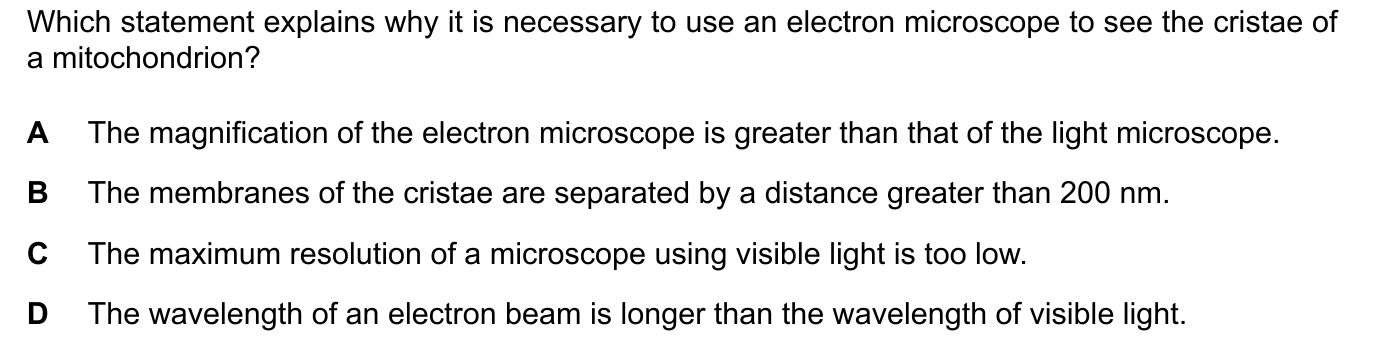 Which statement explains why it is necessary to use an electron microscope to see the cristae of
a mitochondrion?
A The magnification of the electron microscope is greater than that of the light microscope.
B The membranes of the cristae are separated by a distance greater than 200 nm.
C The maximum resolution of a microscope using visible light is too low.
D The wavelength of an electron beam is longer than the wavelength of visible light.